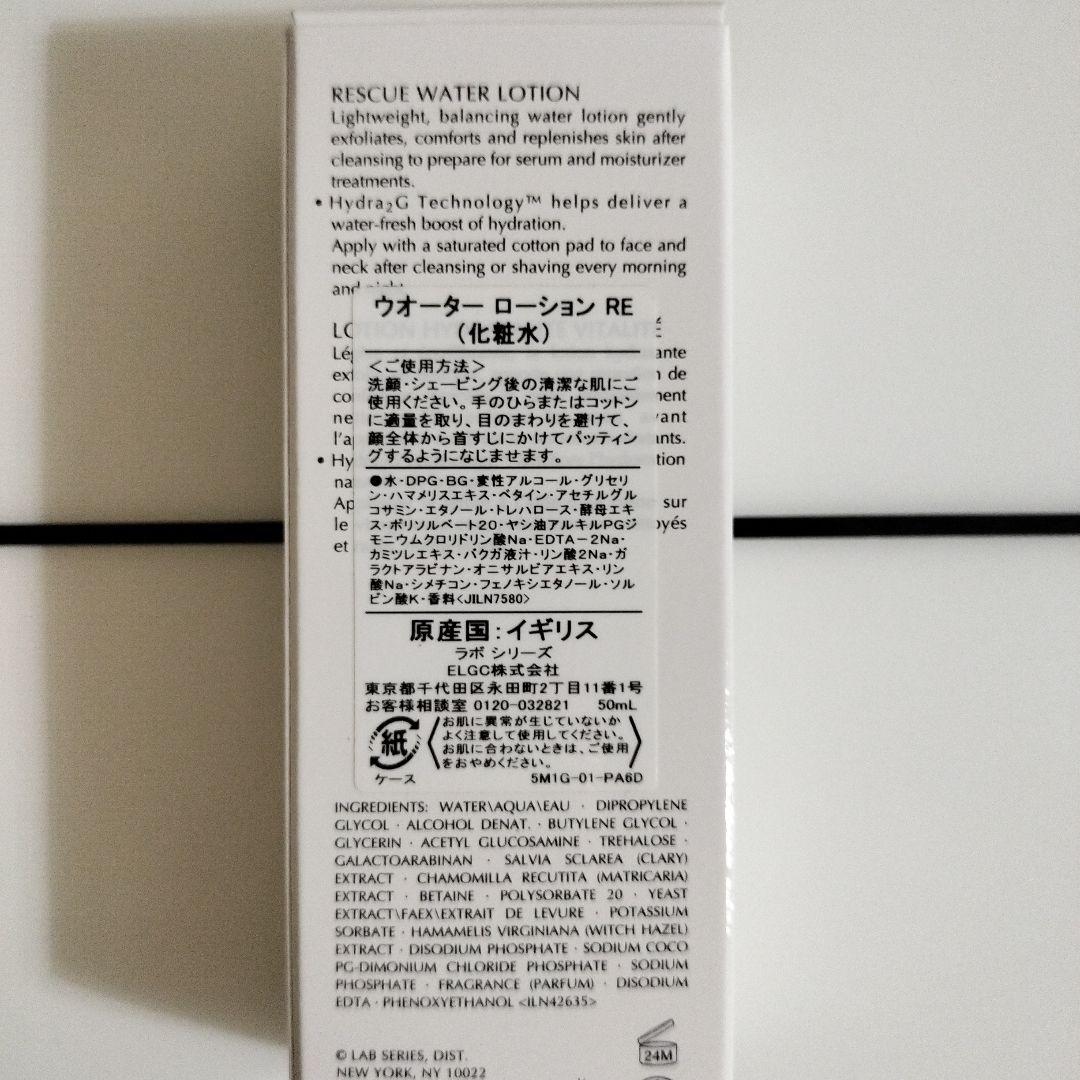 RESCUE WATER LOTION
Lightweight, balancing water lotion gently
exfoliates, comforts and replenishes skin after
cleansing to prepare for serum and moisturizer
treatments.
• Hydra₂G Technology™ helps deliver a
water-fresh boost of hydration.
Apply with a saturated cotton pad to face and
neck after cleansing or shaving every morning
and night.
ウオーター ローション RE
(化粧水)
<ご使用方法>
洗顔・シェービング後の清潔な肌にご
使用ください。手のひらまたはコットン
に適量を取り、目のまわりを避けて、
顔全体から首すじにかけてパッティン
グするようになじませます。
●水・DPG・BG・変性アルコール・グリセリ
ン・ハマメリスエキス・ベタイン・アセチルグル
コサミン・エタノール・トレハロース・酵母エキ
ス・ポリソルベート20・ヤシ油アルキルPGジ
モニウムクロリドリン酸Na・EDTA-2Na・
カミツレエキス・バクガ液汁・リン酸2Na・ガ
ラクトアラビナン・オニサルビアエキス・リン
酸Na・シメチコン・フェノキシエタノール・ソル
ビン酸K・香料<JILN7580>
原産国:イギリス
ラボ シリーズ
ELGC株式会社
東京都千代田区永田町2丁目11番1号
お客様相談室 0120-032821 50mL
お肌に異常が生じていないか
よく注意して使用してください。
お肌に合わないときは、ご使用
をおやめください。
紙
ケース 5M1G-01-PA6D
INGREDIENTS: WATER\AQUA\EAU · DIPROPYLENE
GLYCOL · ALCOHOL DENAT. · BUTYLENE GLYCOL ·
GLYCERIN · ACETYL GLUCOSAMINE · TREHALOSE ·
GALACTOARABINAN · SALVIA SCLAREA (CLARY)
EXTRACT · CHAMOMILLA RECUTITA (MATRICARIA)
EXTRACT · BETAINE · POLYSORBATE 20 · YEAST
EXTRACT\FAEX\EXTRAIT DE LEVURE · POTASSIUM
SORBATE · HAMAMELIS VIRGINIANA (WITCH HAZEL)
EXTRACT · DISODIUM PHOSPHATE · SODIUM COCO
PG-DIMONIUM CHLORIDE PHOSPHATE · SODIUM
PHOSPHATE · FRAGRANCE (PARFUM) · DISODIUM
EDTA · PHENOXYETHANOL <ILN42635>
24M
© LAB SERIES, DIST.
NEW YORK, NY 10022